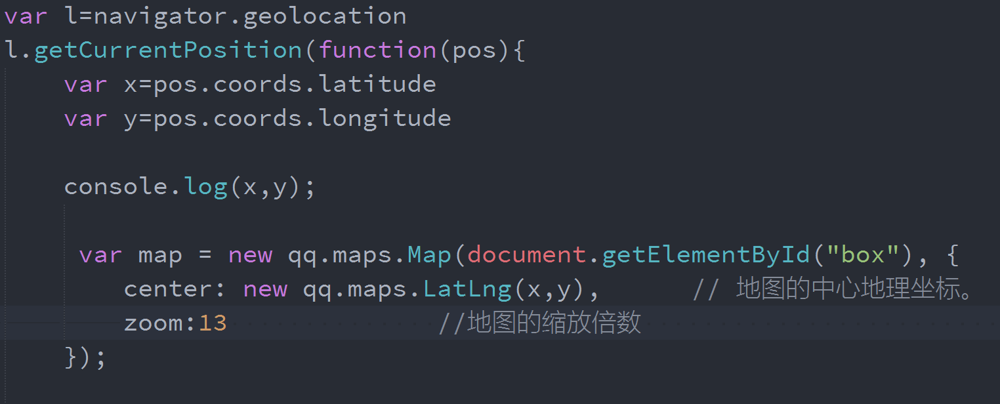 var l=navigator.geolocation
l.getCurrentPosition(function(pos){
var x=pos.coords.latitude
var y=pos.coords.longitude
console.log(x,y);
var map = new qq.maps.Map(document.getElementById("box"), {
center: new qq.maps.LatLng(x,y), // 地图的中心地理坐标。
zoom:13 //地图的缩放倍数
});